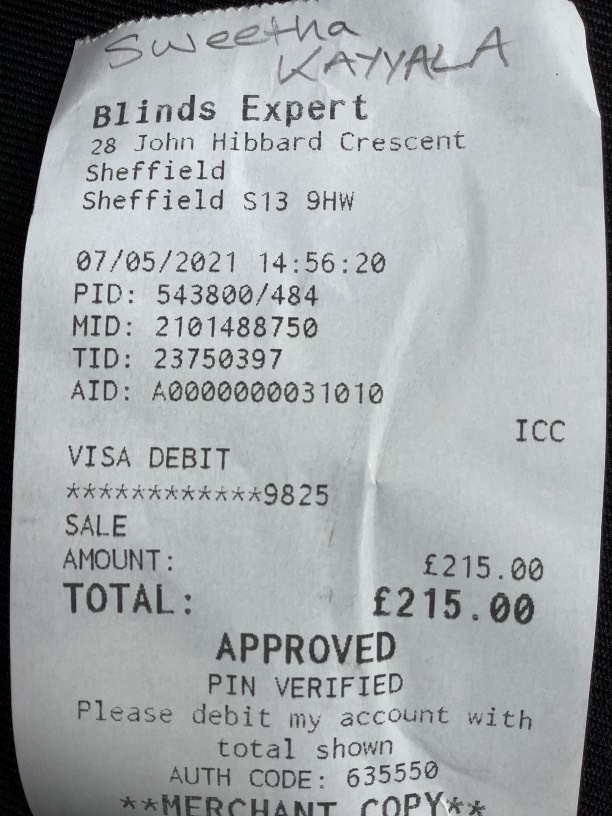 Sweetha
KAYYALA
Blinds Expert
28 John Hibbard Crescent
Sheffield
Sheffield S13 9HW
07/05/2021 14:56:20
PID: 543800/484
MID: 2101488750
TID: 23750397
AID: A0000000031010
ICC
VISA DEBIT
************9825
SALE
AMOUNT: £215.00
TOTAL: £215.00
APPROVED
PIN VERIFIED
Please debit my account with
total shown
AUTH CODE: 635550
**MERCHANT COPY**